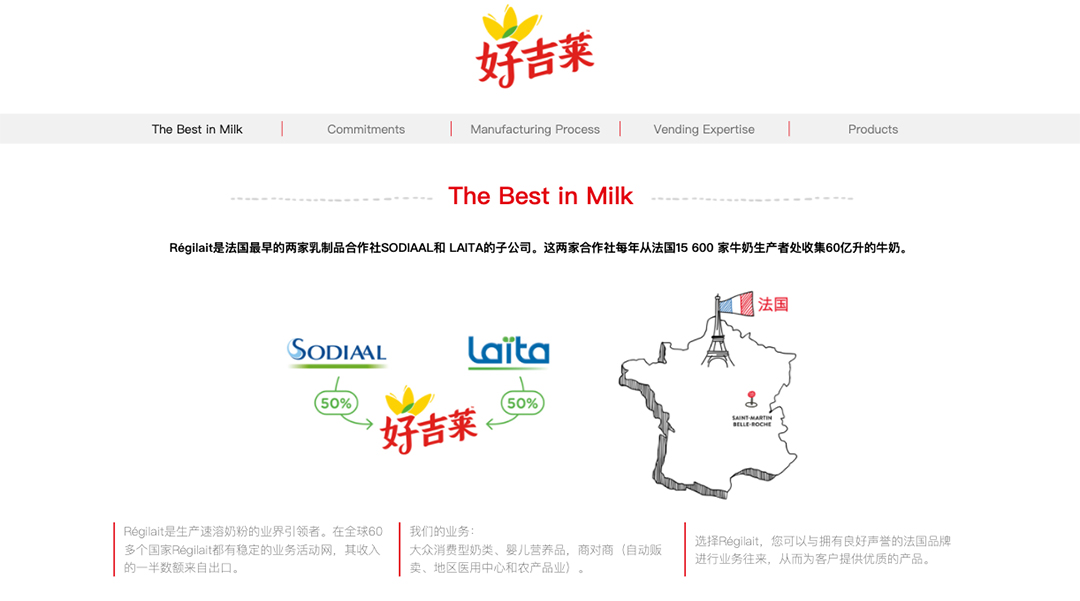 好吉莱
The Best in Milk
Commitments
Manufacturing Process
Vending Expertise
Products
The Best in Milk
Régilait是法国最早的两家乳制品合作社SODIAAL和 LAITA的子公司。这两家合作社每年从法国15 600 家牛奶生产者处收集60亿升的牛奶。
法国
SODIAAL
Laïta
50%
50%
好吉莱
SAINT-MARTIN
BELLE-ROCHE
Régilait是生产速溶奶粉的业界引领者。在全球60
多个国家Régilait都有稳定的业务活动网，其收入
的一半数额来自出口。
我们的业务：
大众消费型奶类、婴儿营养品，商对商（自动贩
卖、地区医用中心和农产品业）。
选择Régilait，您可以与拥有良好声誉的法国品牌
进行业务往来，从而为客户提供优质的产品。